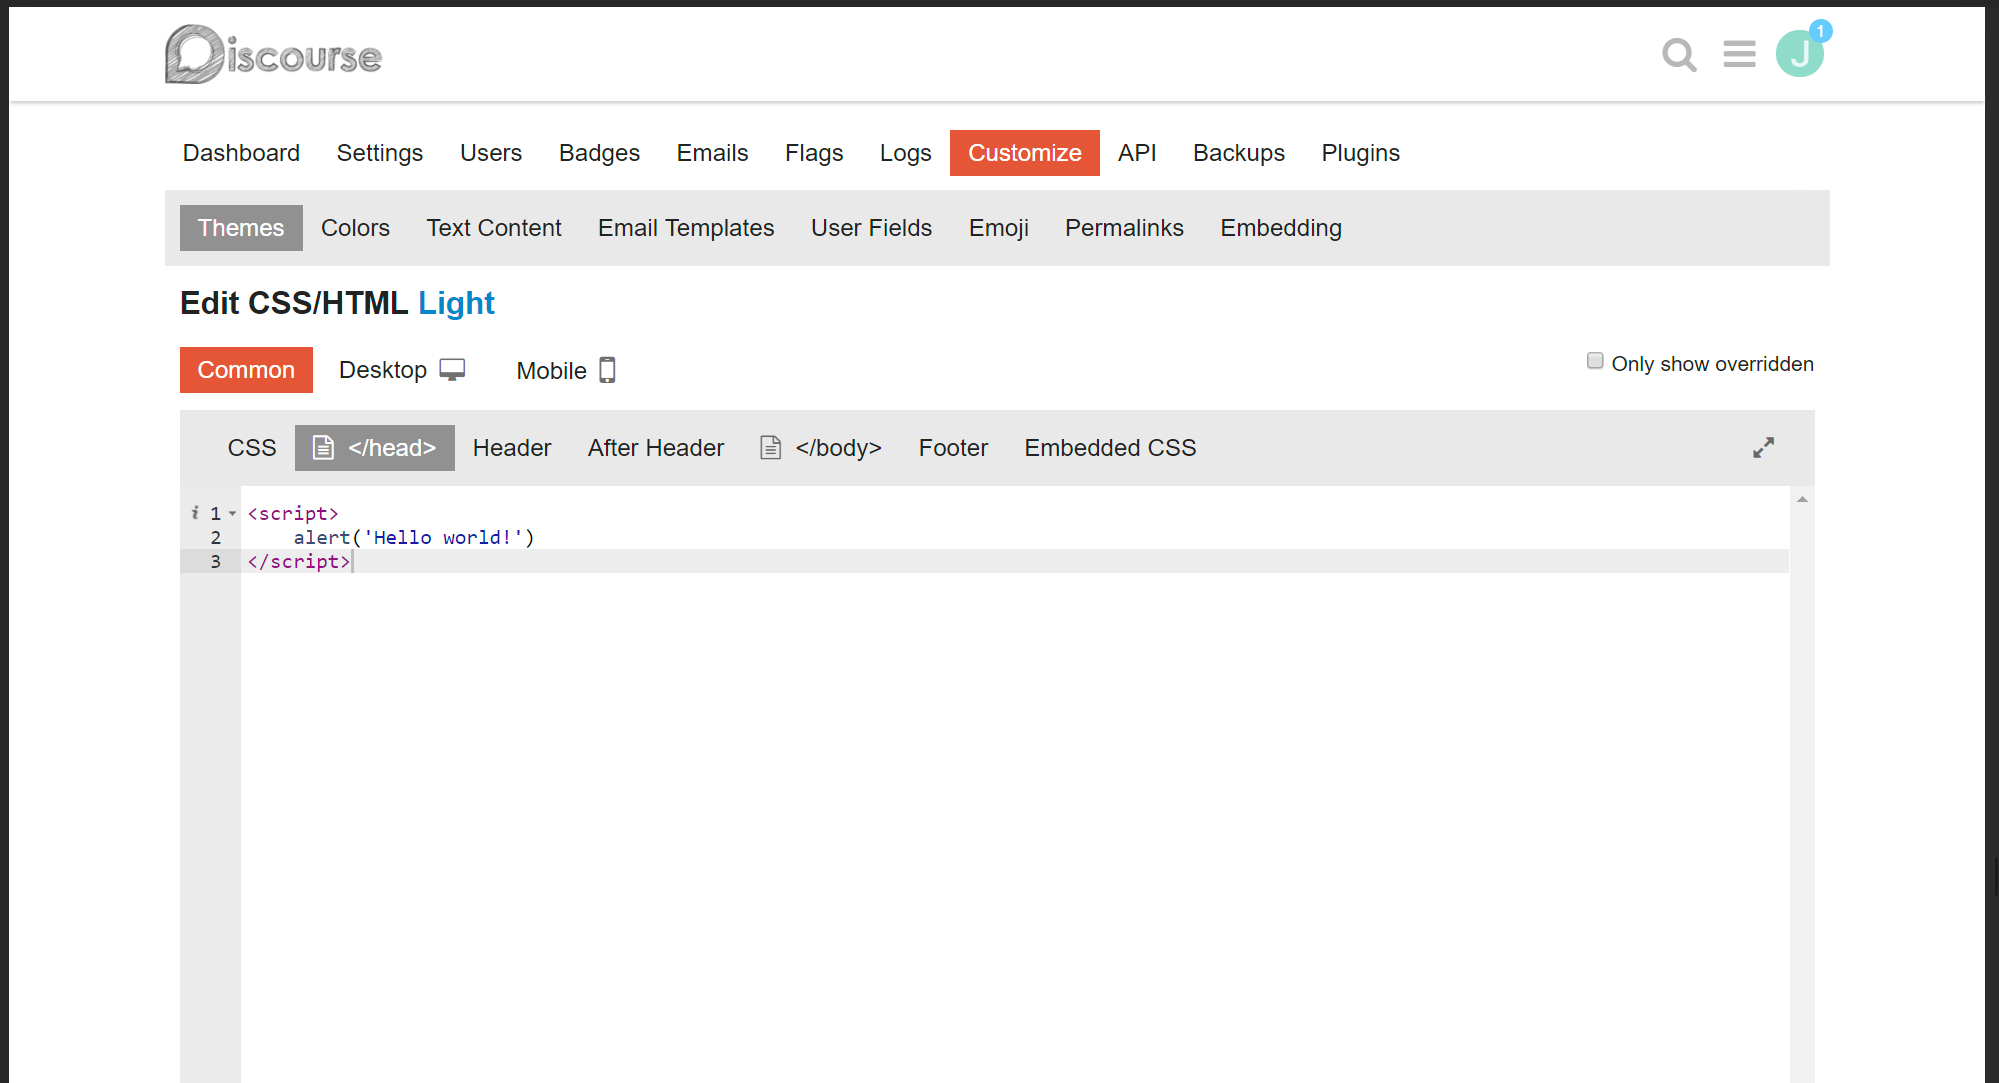 Discourse
J 1
Dashboard Settings Users Badges Emails Flags Logs Customize API Backups Plugins
Themes Colors Text Content Email Templates User Fields Emoji Permalinks Embedding
Edit CSS/HTML Light
Common Desktop Mobile Only show overridden
CSS </head> Header After Header </body> Footer Embedded CSS
i 1 <script>
2     alert('Hello world!')
3 </script>